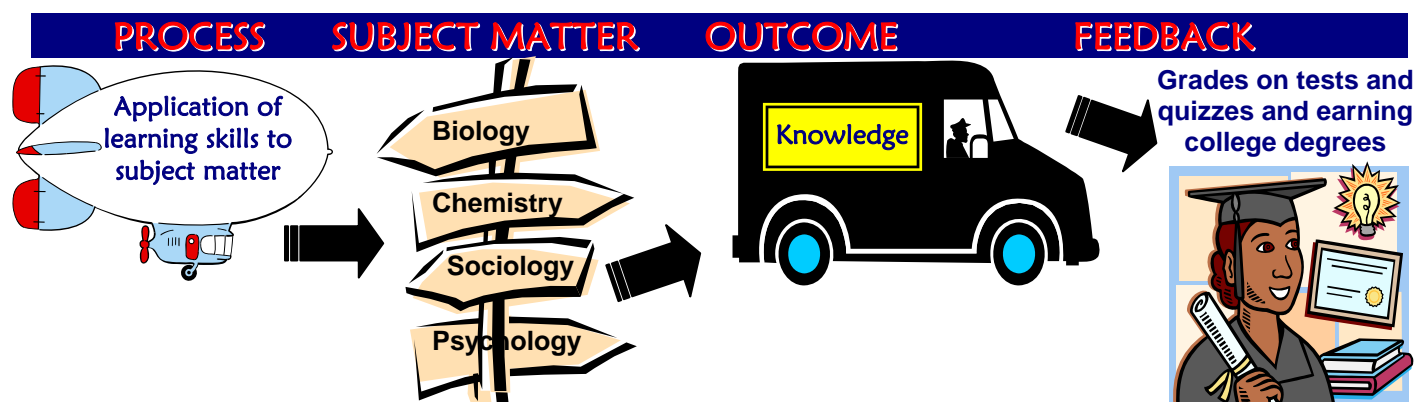 PROCESS SUBJECT MATTER OUTCOME FEEDBACK
Application of
learning skills to
subject matter
Biology
Chemistry
Sociology
Psychology
Knowledge
Grades on tests and
quizzes and earning
college degrees